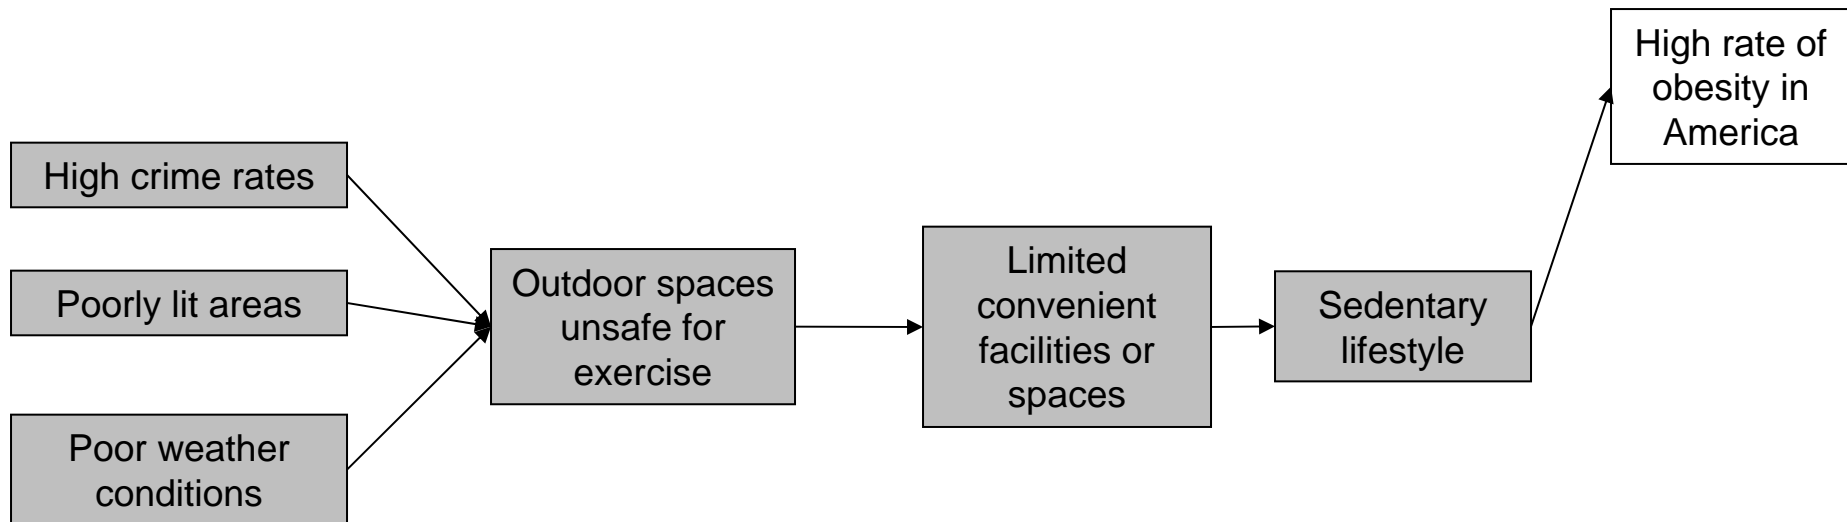 High crime rates
Poorly lit areas
Poor weather
conditions
Outdoor spaces
unsafe for
exercise
Limited
convenient
facilities or
spaces
Sedentary
lifestyle
High rate of
obesity in
America